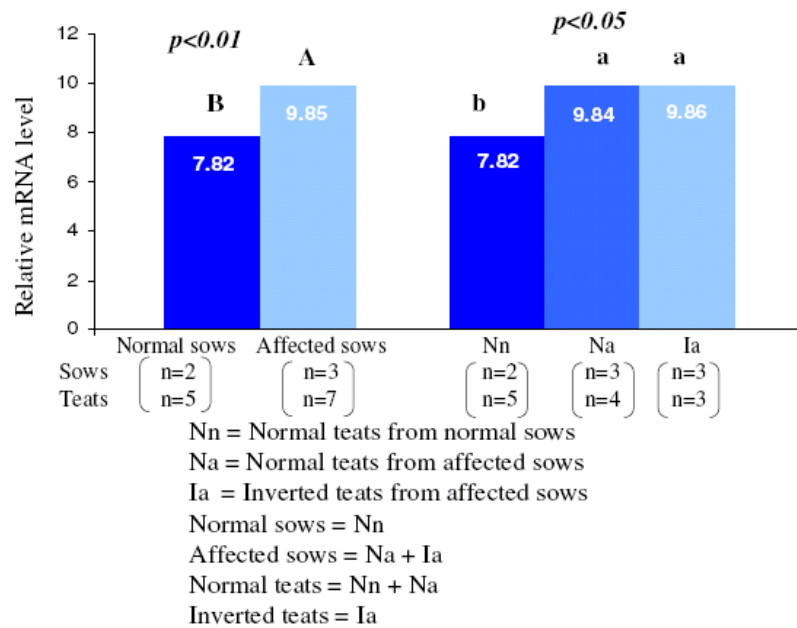 p<0.01
p<0.05
Relative mRNA level
12
10
8
6
4
2
0
B
A
b
a
a
7.82
9.85
7.82
9.84
9.86
Normal sows Affected sows Nn Na Ia
Sows n=2 n=3 n=2 n=3 n=3
Teats n=5 n=7 n=5 n=4 n=3
Nn = Normal teats from normal sows
Na = Normal teats from affected sows
Ia = Inverted teats from affected sows
Normal sows = Nn
Affected sows = Na + Ia
Normal teats = Nn + Na
Inverted teats = Ia